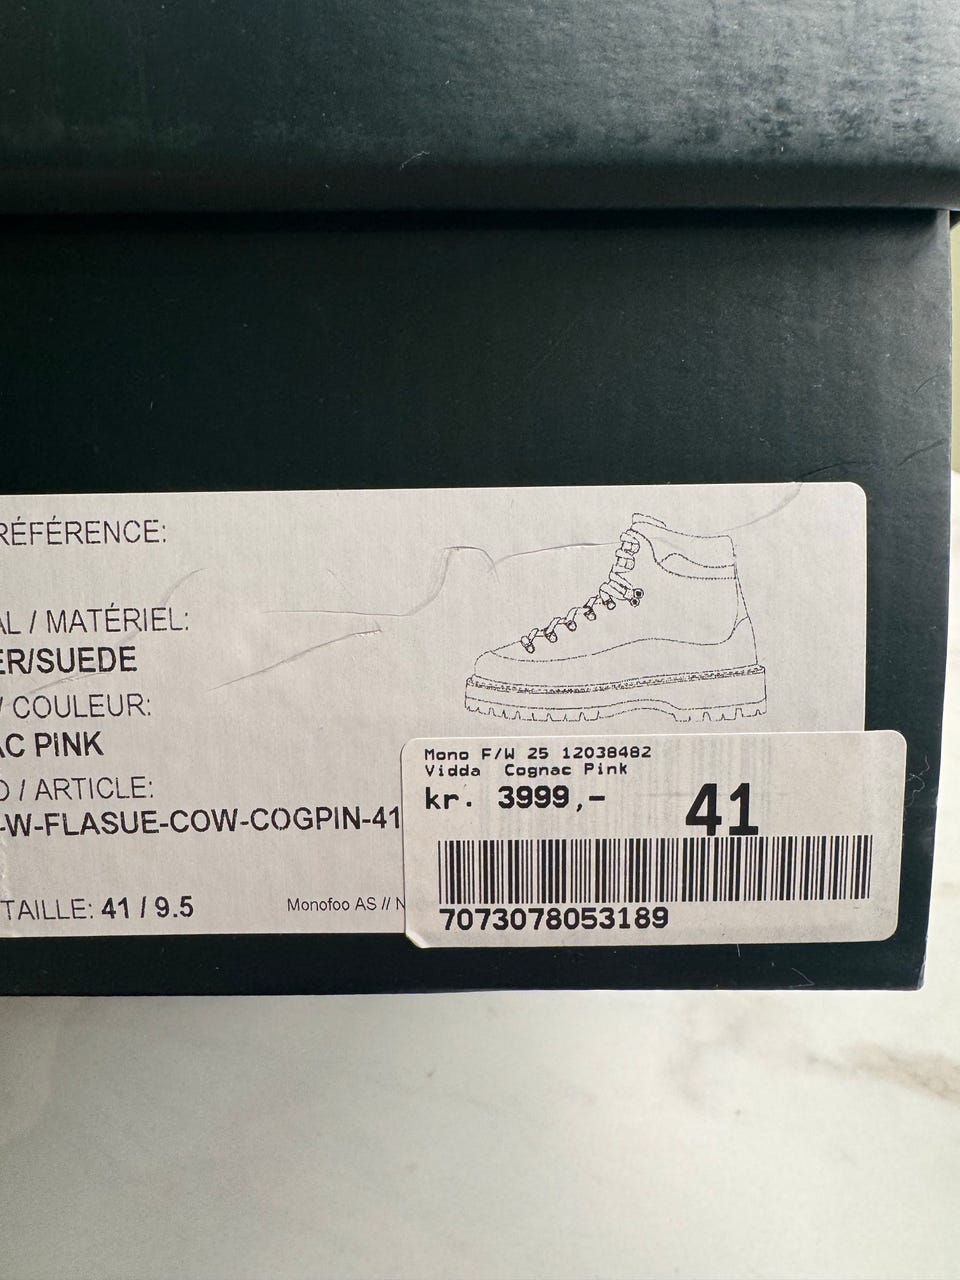 RÉFÉRENCE:
AL / MATÉRIEL:
ER/SUEDE
/ COULEUR:
AC PINK
O / ARTICLE:
-W-FLASUE-COW-COGPIN-41
TAILLE: 41 / 9.5
Monofoo AS // N
Mono F/W 25 12038482
Vidda Cognac Pink
kr. 3999,-
41
7073078053189